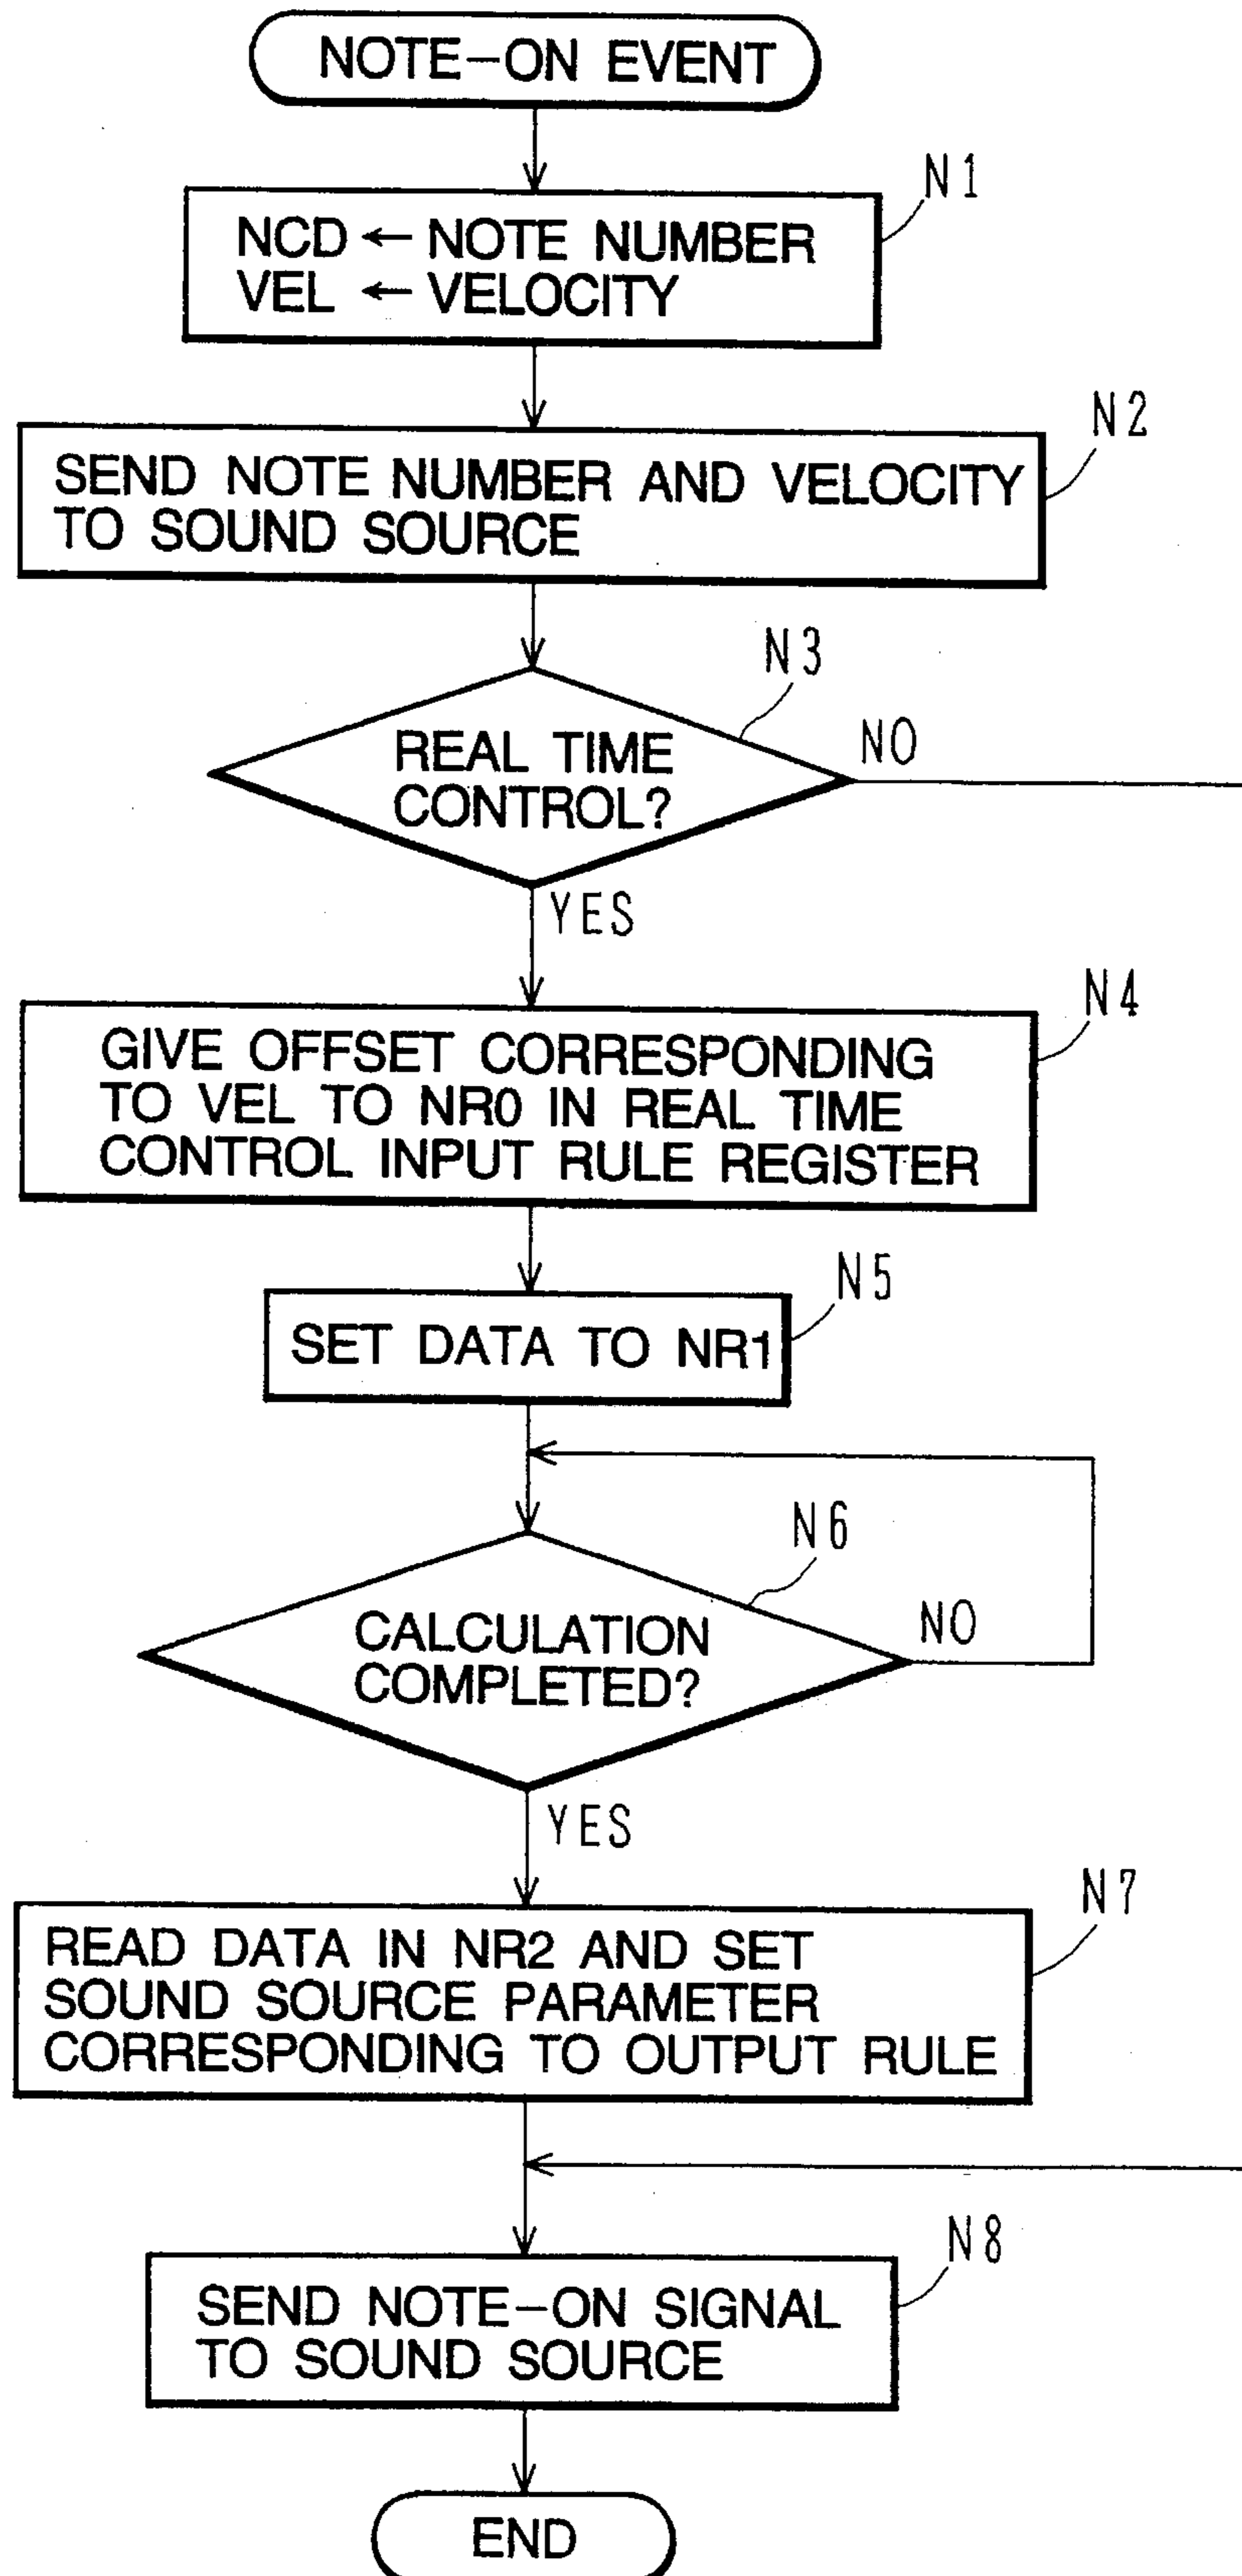 NOTE-ON EVENT
N1
NCD ← NOTE NUMBER
VEL ← VELOCITY
N2
SEND NOTE NUMBER AND VELOCITY
TO SOUND SOURCE
N3
REAL TIME
CONTROL?
NO
YES
N4
GIVE OFFSET CORRESPONDING
TO VEL TO NR0 IN REAL TIME
CONTROL INPUT RULE REGISTER
N5
SET DATA TO NR1
N6
CALCULATION
COMPLETED?
NO
YES
N7
READ DATA IN NR2 AND SET
SOUND SOURCE PARAMETER
CORRESPONDING TO OUTPUT RULE
N8
SEND NOTE-ON SIGNAL
TO SOUND SOURCE
END